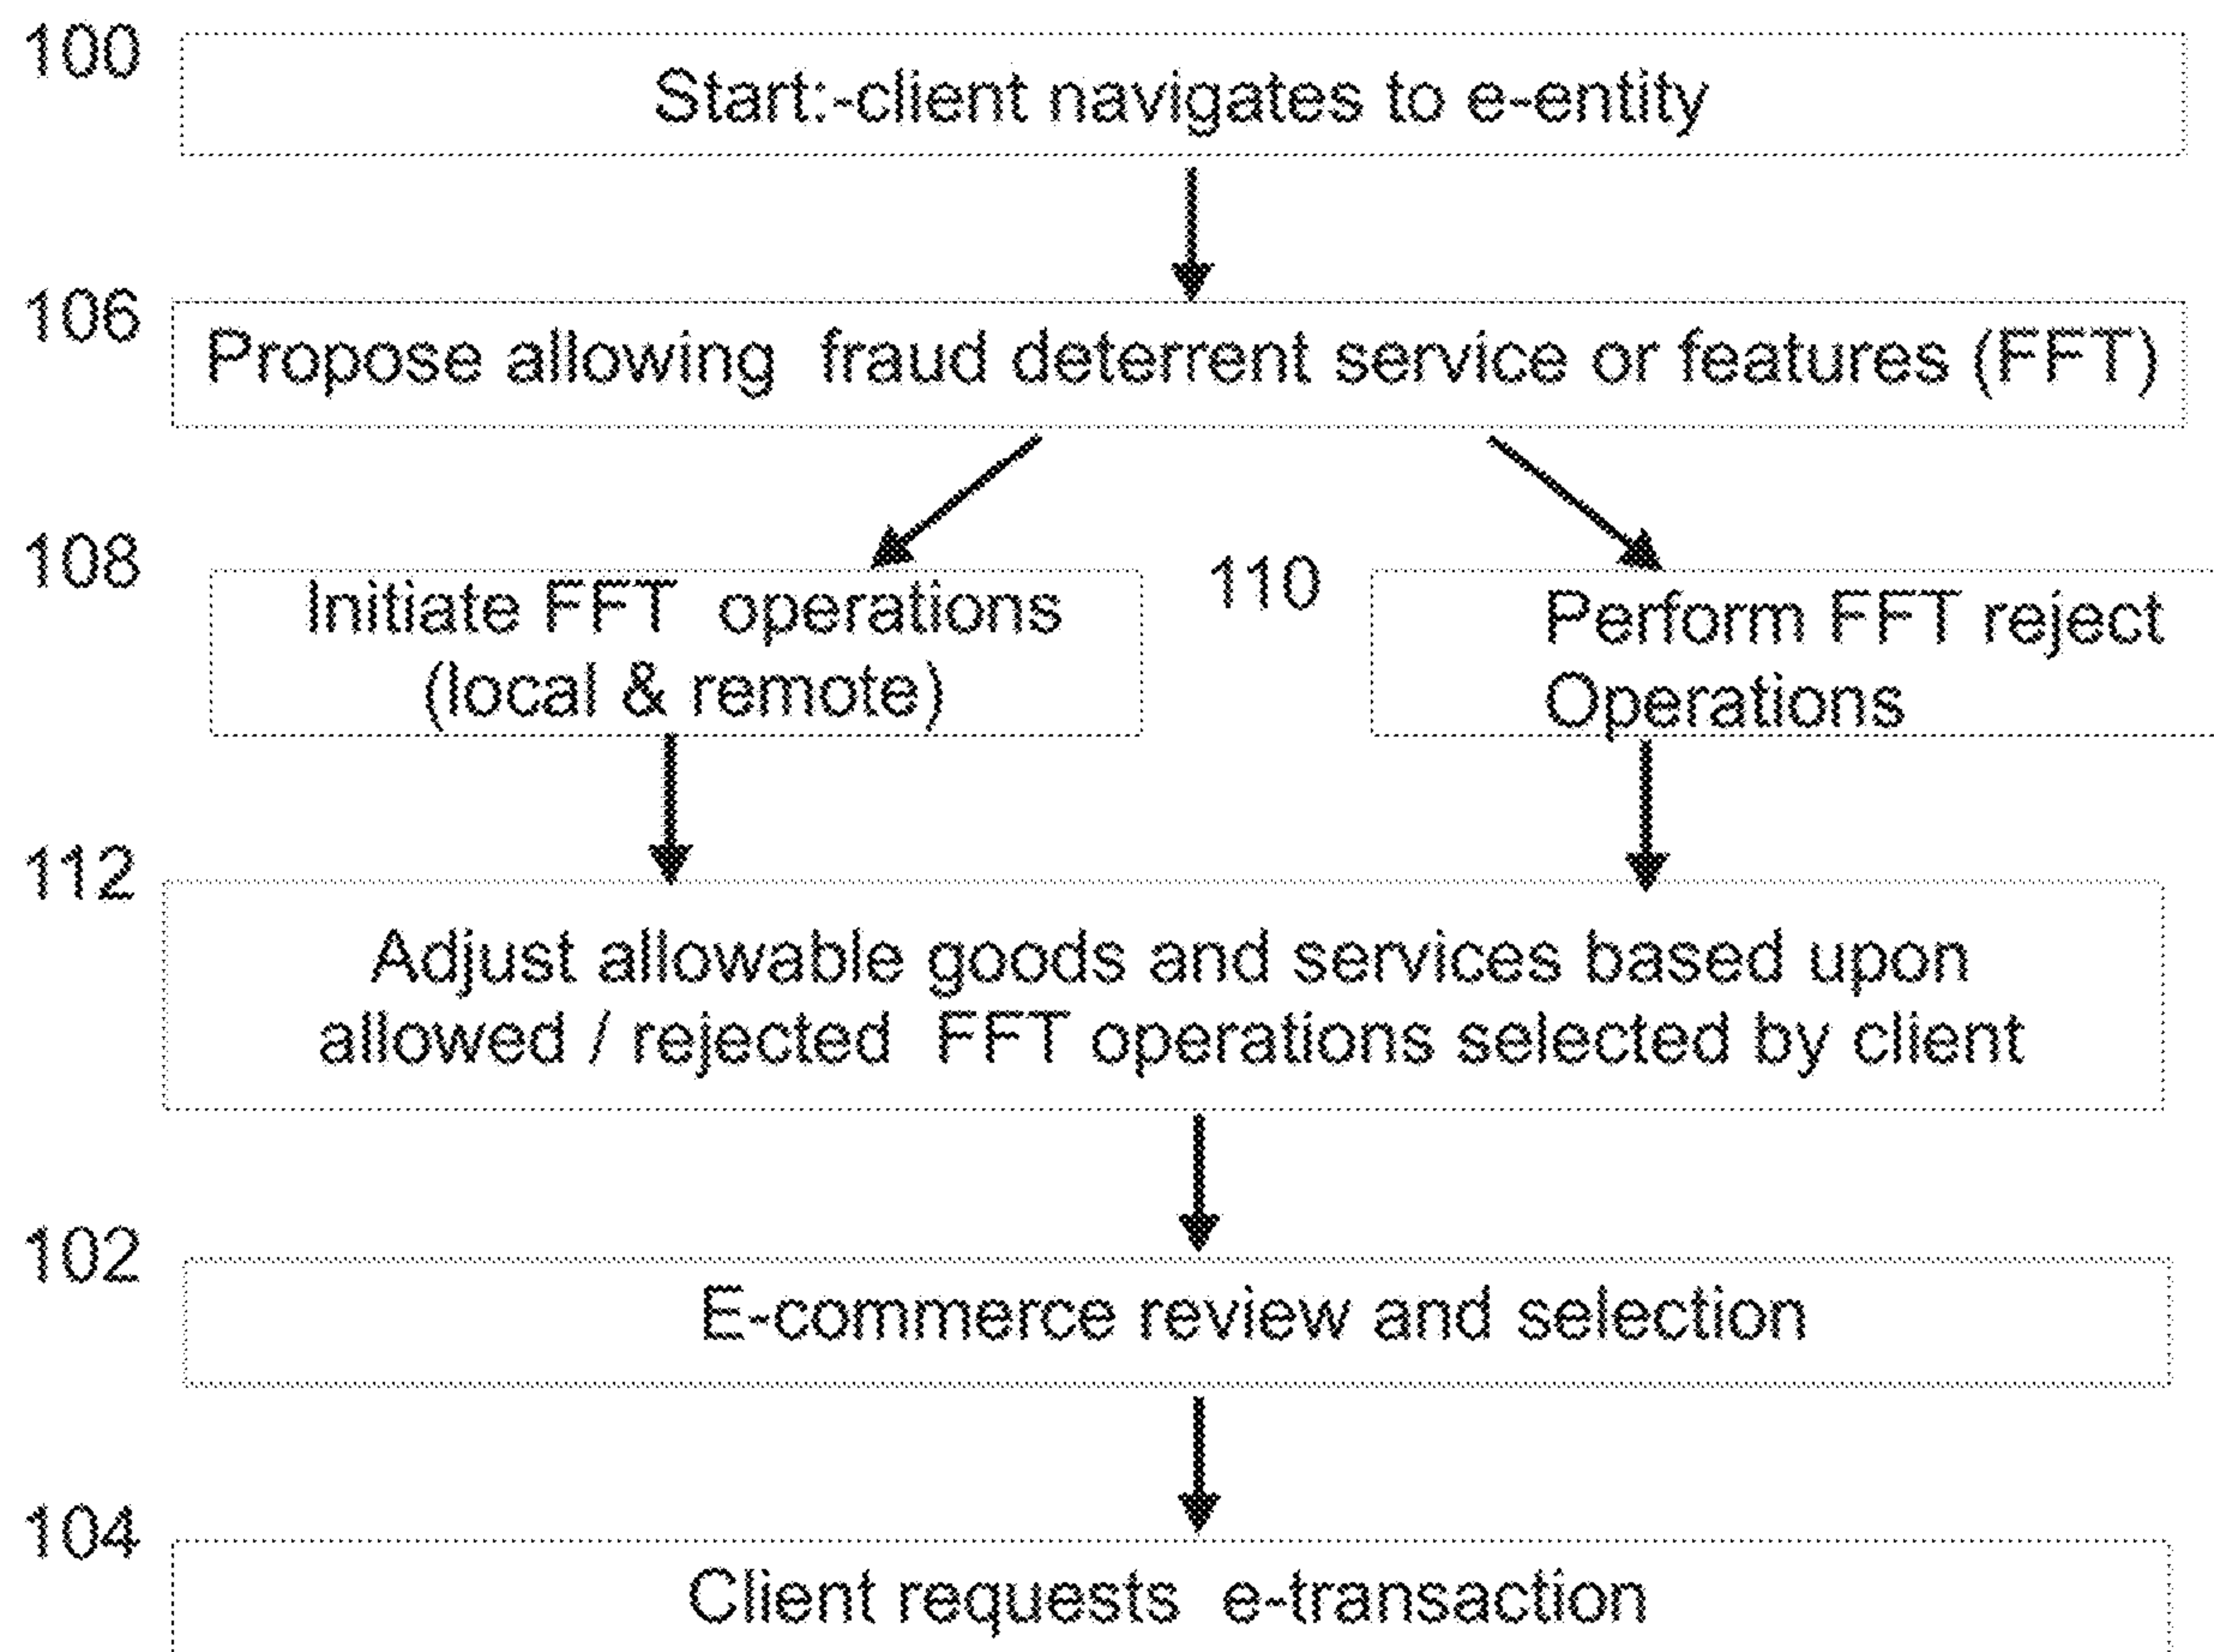 100
Start:-client navigates to e-entity
106
Propose allowing fraud deterrent service or features (FFT)
108
Initiate FFT operations
(local & remote)
110
Perform FFT reject
Operations
112
Adjust allowable goods and services based upon
allowed / rejected FFT operations selected by client
102
E-commerce review and selection
104
Client requests e-transaction